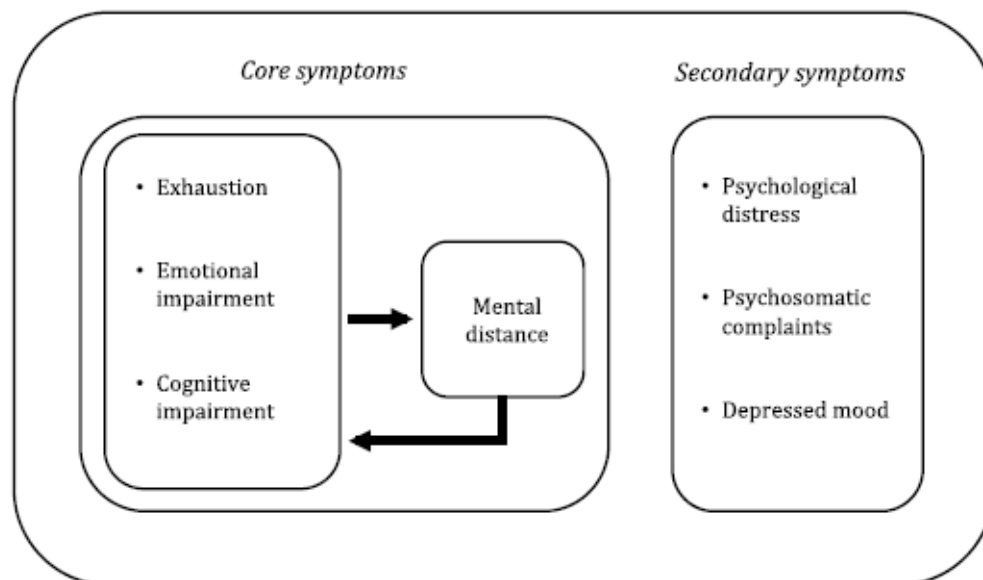 Core symptoms
• Exhaustion
• Emotional
impairment
• Cognitive
impairment
Mental
distance
Secondary symptoms
• Psychological
distress
• Psychosomatic
complaints
• Depressed mood